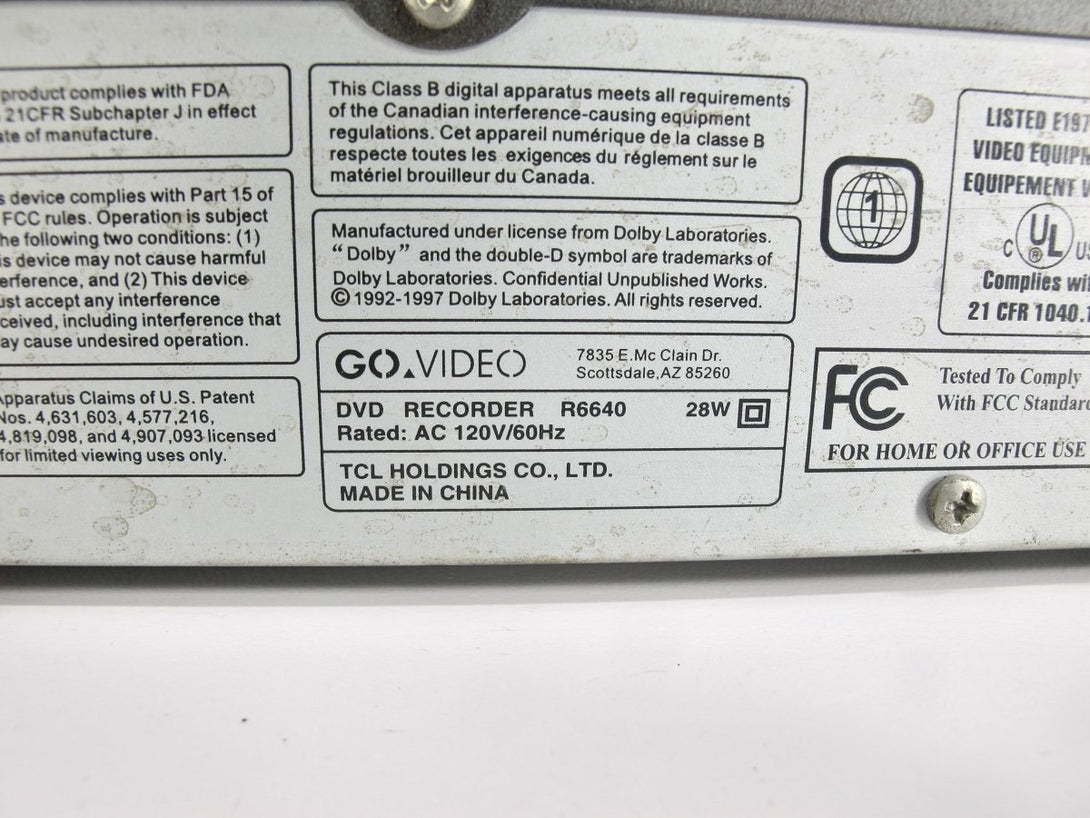 product complies with FDA
21CFR Subchapter J in effect
of manufacture.
device complies with Part 15 of
FCC rules. Operation is subject
the following two conditions: (1)
this device may not cause harmful
interference, and (2) This device
must accept any interference
received, including interference that
may cause undesired operation.
Apparatus Claims of U.S. Patent
Nos. 4,631,603, 4,577,216,
4,819,098, and 4,907,093 licensed
for limited viewing uses only.
This Class B digital apparatus meets all requirements
of the Canadian interference-causing equipment
regulations. Cet appareil numérique de la classe B
respecte toutes les exigences du réglement sur le
matériel brouilleur du Canada.
Manufactured under license from Dolby Laboratories.
“Dolby” and the double-D symbol are trademarks of
Dolby Laboratories. Confidential Unpublished Works.
© 1992-1997 Dolby Laboratories. All rights reserved.
GO.VIDEO
7835 E.Mc Clain Dr.
Scottsdale,AZ 85260
DVD RECORDER R6640 28W
Rated: AC 120V/60Hz
TCL HOLDINGS CO., LTD.
MADE IN CHINA
1
LISTED E197
VIDEO
EQUIPEMENT
C UL ® US
Complies
21 CFR 1040.1
FC
Tested To Comply
With FCC Standard
FOR HOME OR OFFICE USE